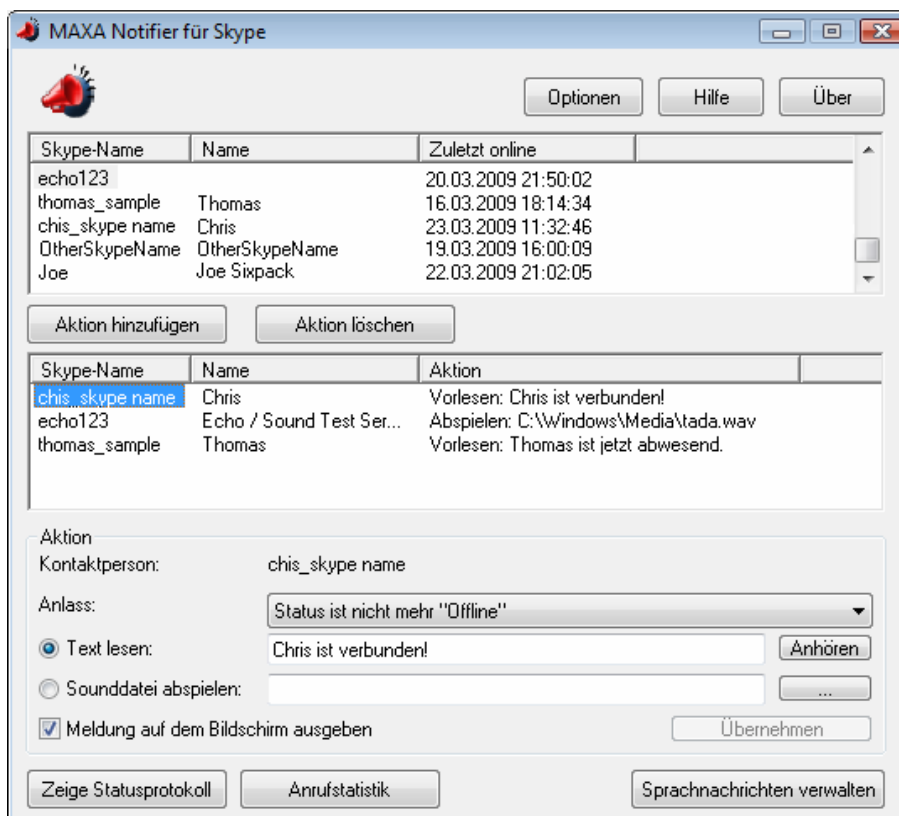 MAXA Notifier für Skype
Optionen Hilfe Über
Skype-Name Name Zuletzt online
echo123 20.03.2009 21:50:02
thomas_sample Thomas 16.03.2009 18:14:34
chis_skype name Chris 23.03.2009 11:32:46
OtherSkypeName OtherSkypeName 19.03.2009 16:00:09
Joe Joe Sixpack 22.03.2009 21:02:05
Aktion hinzufügen Aktion löschen
Skype-Name Name Aktion
chis_skype name Chris Vorlesen: Chris ist verbunden!
echo123 Echo / Sound Test Ser... Abspielen: C:\Windows\Media\tada.wav
thomas_sample Thomas Vorlesen: Thomas ist jetzt abwesend.
Aktion
Kontaktperson: chis_skype name
Anlass: Status ist nicht mehr "Offline"
Text lesen: Chris ist verbunden! Anhören
Sounddatei abspielen: ...
Meldung auf dem Bildschirm ausgeben Übernehmen
Zeige Statusprotokoll Anrufstatistik Sprachnachrichten verwalten